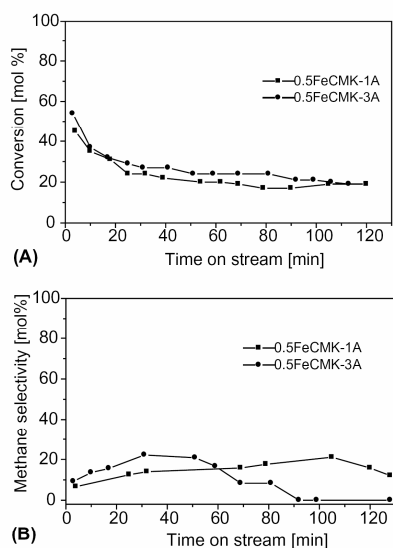 100
80
60
40
20
0
Conversion [mol %]
0.5FeCMK-1A
0.5FeCMK-3A
0 20 40 60 80 100 120
(A)
Time on stream [min]
100
80
60
40
20
0
Methane selectivity [mol%]
0.5FeCMK-1A
0.5FeCMK-3A
0 20 40 60 80 100 120
(B)
Time on stream [min]